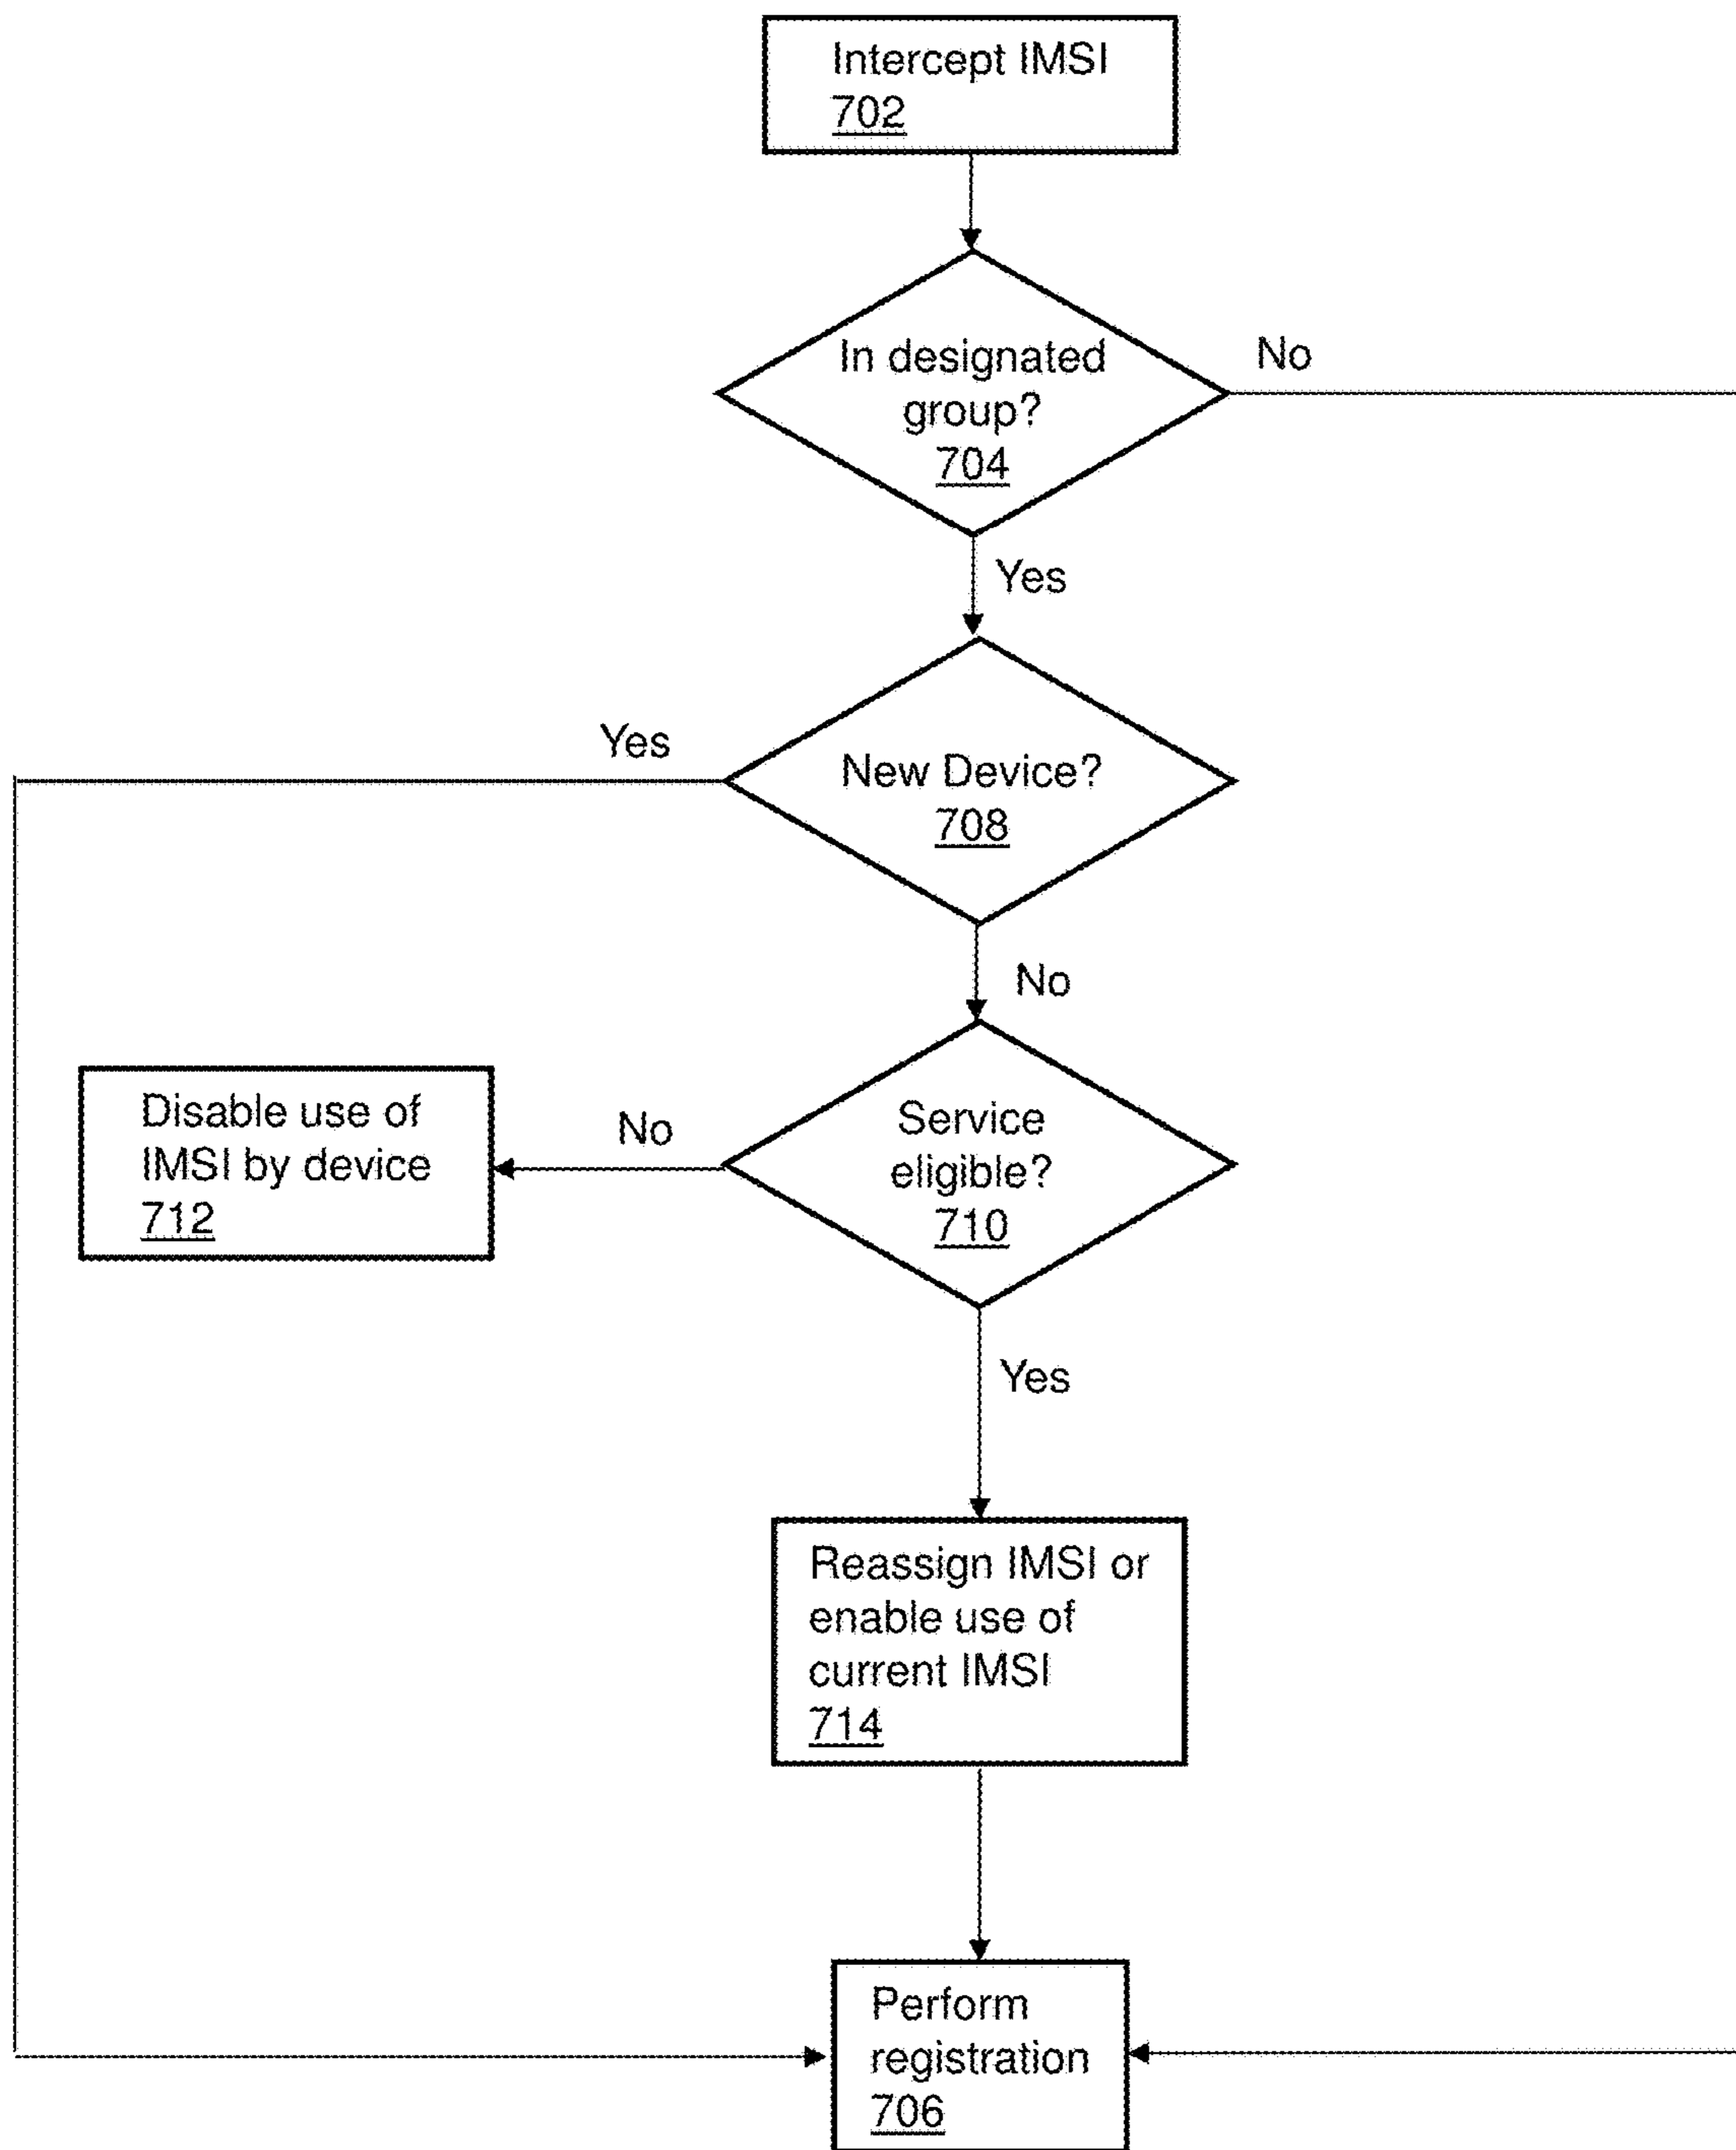 Intercept IMSI
702
In designated
group?
704
No
Yes
Yes
New Device?
708
No
Disable use of
IMSI by device
712
No
Service
eligible?
710
Yes
Reassign IMSI or
enable use of
current IMSI
714
Perform
registration
706